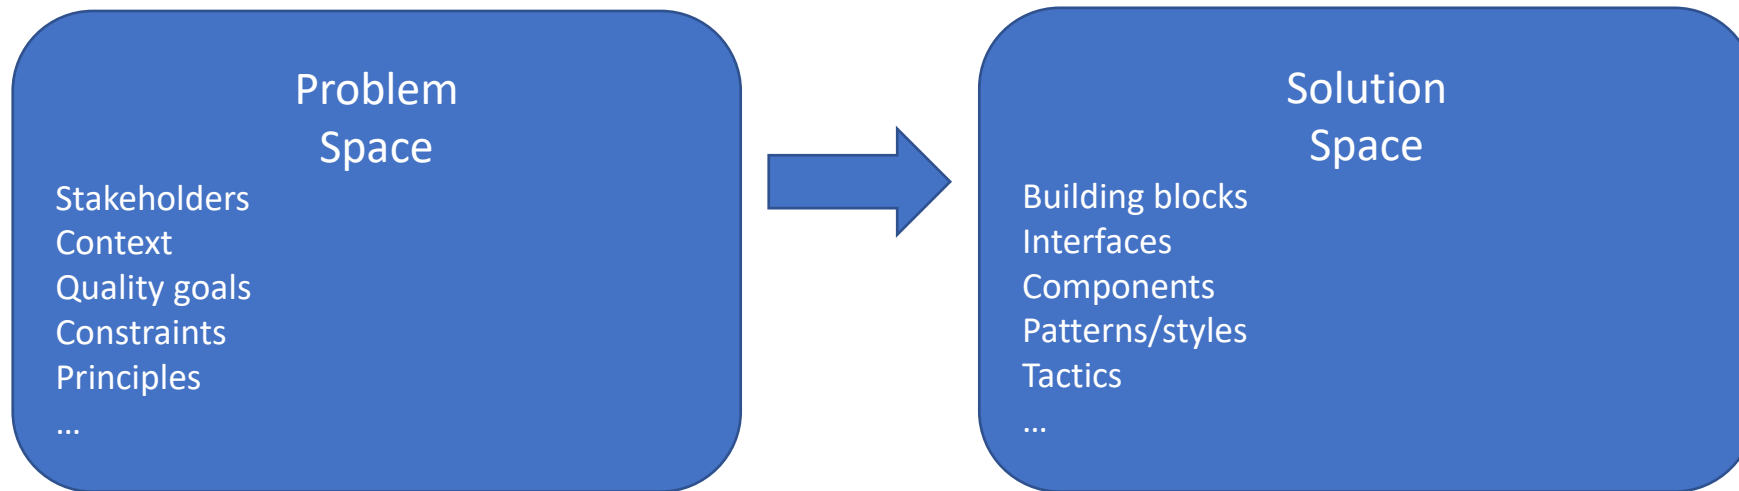 Problem
Space
Stakeholders
Context
Quality goals
Constraints
Principles
…
Solution
Space
Building blocks
Interfaces
Components
Patterns/styles
Tactics
…